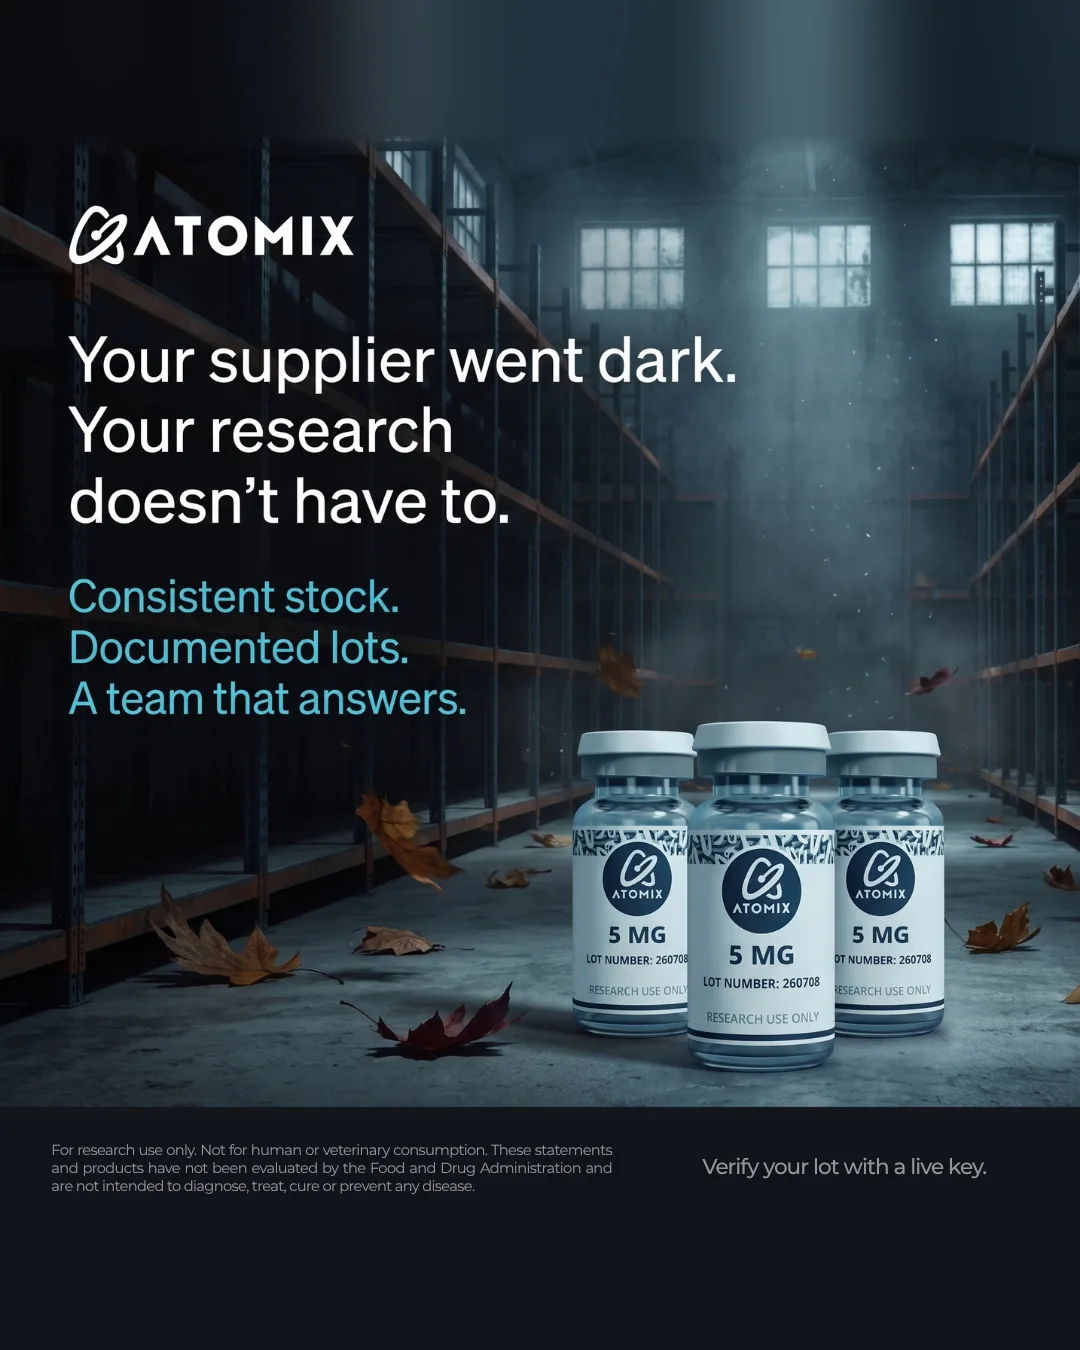 ATOMIX
Your supplier went dark.
Your research
doesn't have to.
Consistent stock.
Documented lots.
A team that answers.
ATOMIX
5 MG
LOT NUMBER: 260708
RESEARCH USE ONLY
ATOMIX
5 MG
LOT NUMBER: 260708
RESEARCH USE ONLY
ATOMIX
5 MG
OT NUMBER: 260708
RESEARCH USE ONLY
For research use only. Not for human or veterinary consumption. These statements
and products have not been evaluated by the Food and Drug Administration and
are not intended to diagnose, treat, cure or prevent any disease.
Verify your lot with a live key.